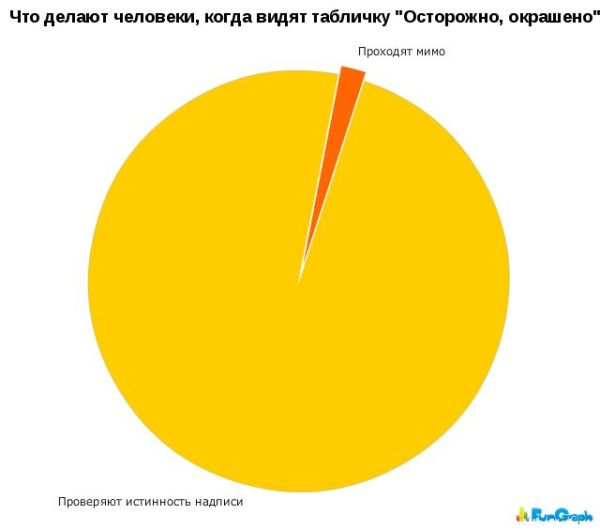 Что делают человеки, когда видят табличку "Осторожно, окрашено"
Проходят мимо
Проверяют истинность надписи
FunGraph